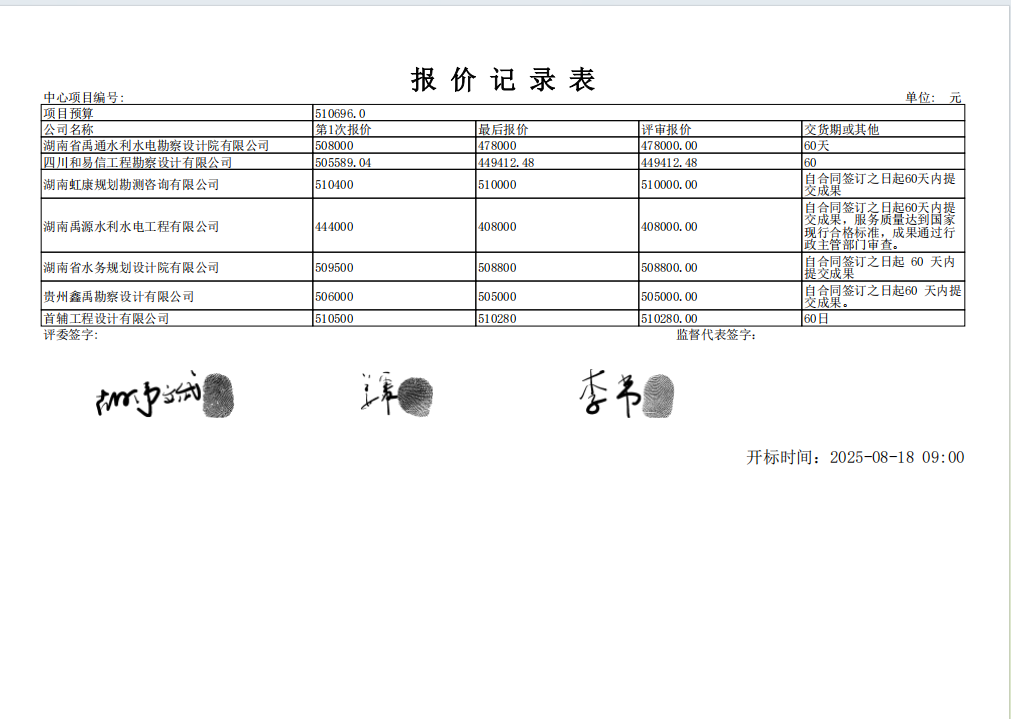 报价记录表
中心项目编号: 单位: 元
项目预算 510696.0
公司名称 第1次报价 最后报价 评审报价 交货期或其他
湖南省禹通水利水电勘察设计院有限公司 508000 478000 478000.00 60天
四川和易信工程勘察设计有限公司 505589.04 449412.48 449412.48 60
湖南虹康规划勘测咨询有限公司 510400 510000 510000.00 自合同签订之日起60天内提
交成果
湖南禹源水利水电工程有限公司 444000 408000 408000.00 自合同签订之日起60天内提
交成果，服务质量达到国家
现行合格标准，成果通过行
政主管部门审查。
湖南省水务规划设计院有限公司 509500 508800 508800.00 自合同签订之日起 60 天内
提交成果
贵州鑫禹勘察设计有限公司 506000 505000 505000.00 自合同签订之日起60 天内提
交成果。
首辅工程设计有限公司 510500 510280 510280.00 60日
评委签字: 监督代表签字:
开标时间: 2025-08-18 09:00